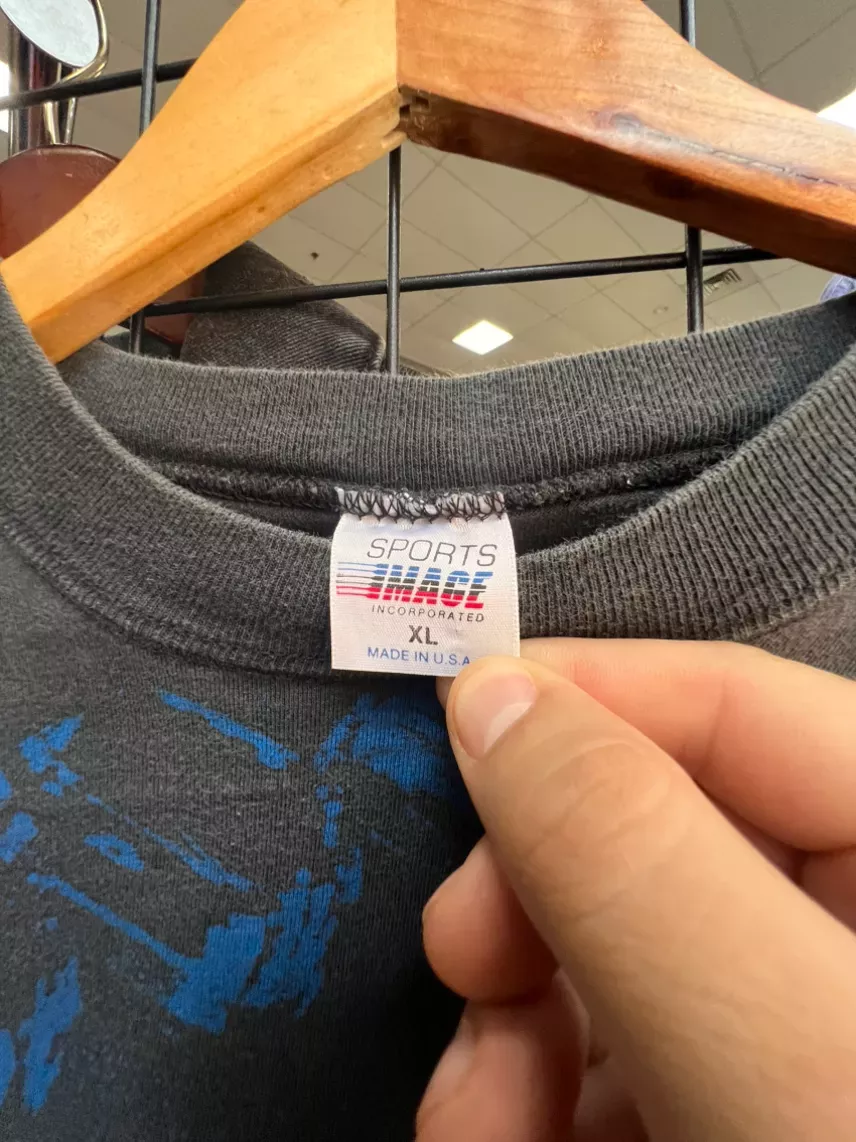 SPORTS
IMAGE
INCORPORATED
XL
MADE IN U.S.A